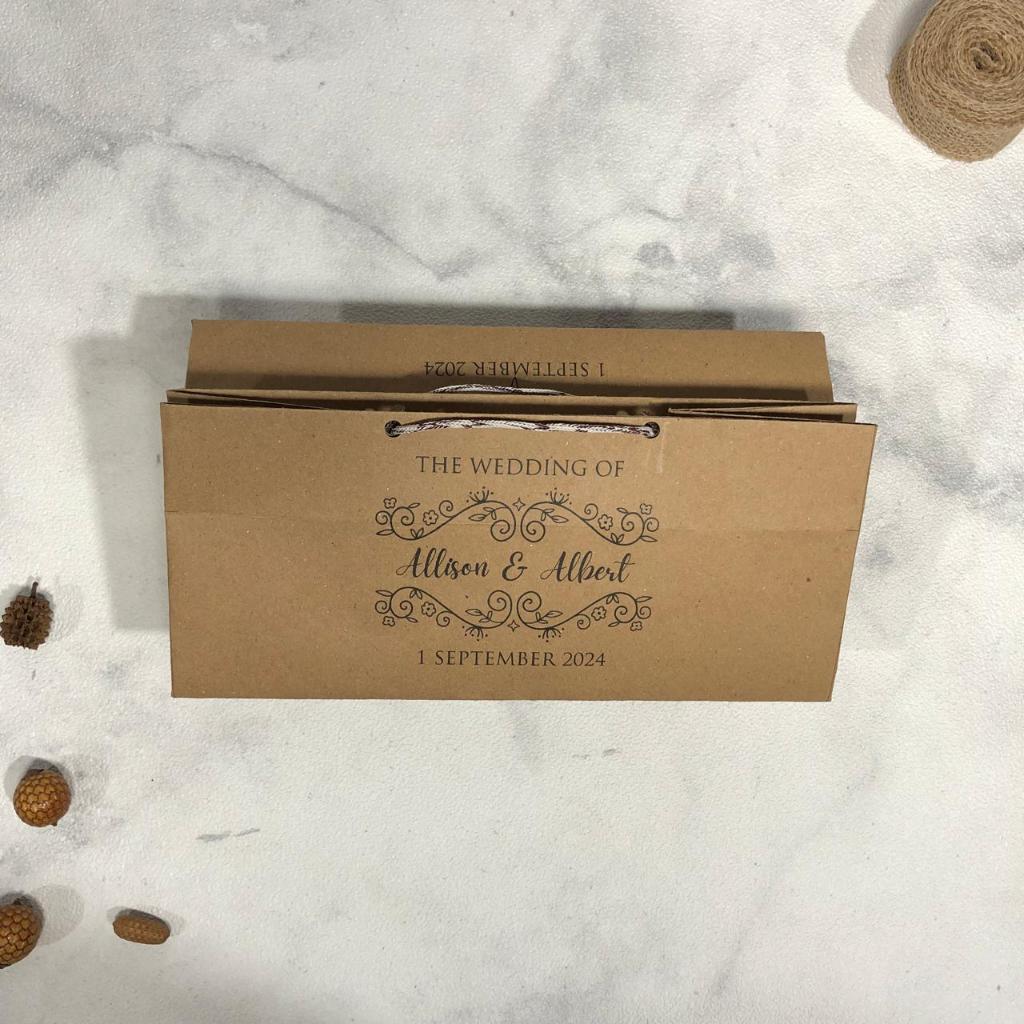 1 SEPTEMBER 2024
THE WEDDING OF
Allison & Albert
1 SEPTEMBER 2024